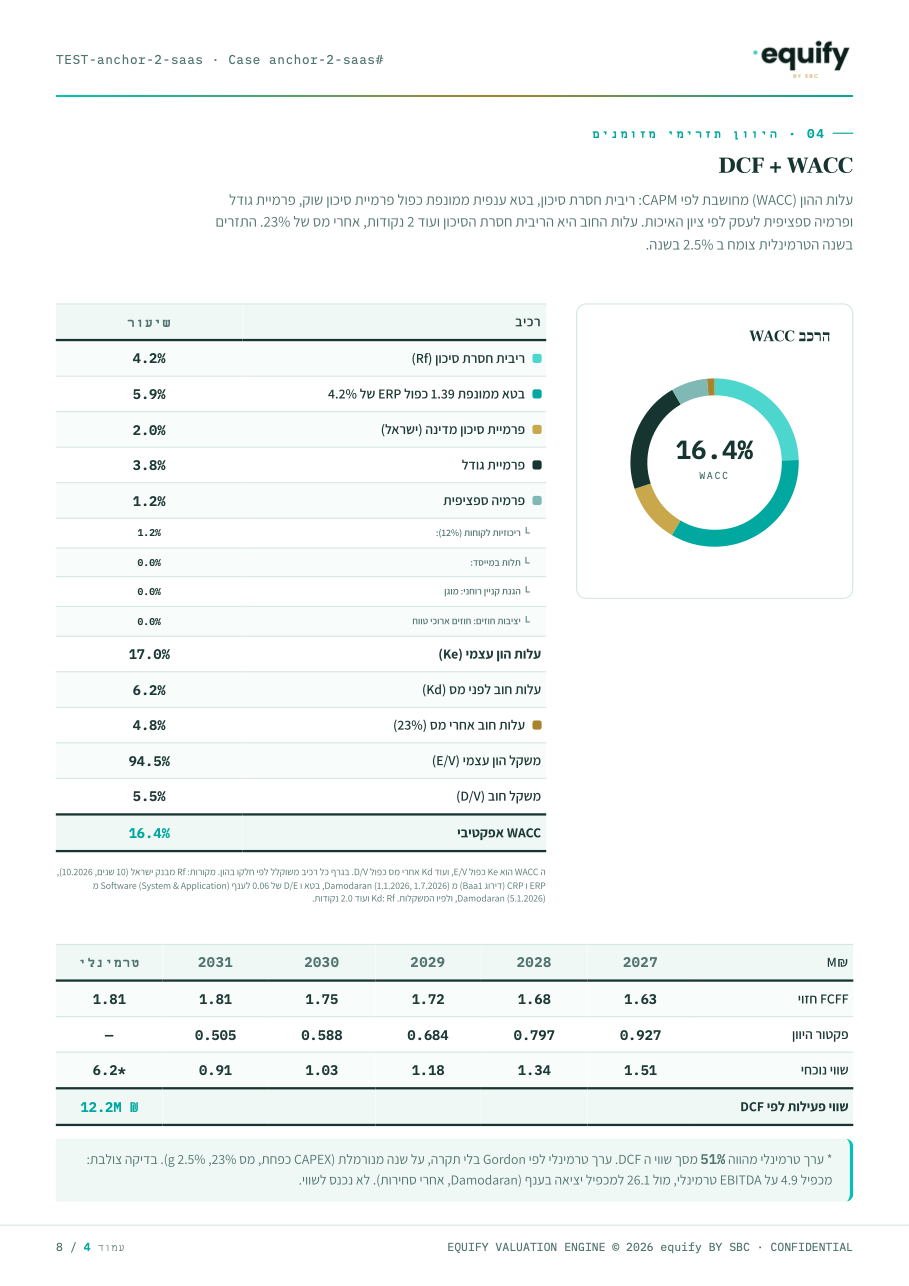 TEST-anchor-2-saas · Case anchor-2-saas#
equify
BY SBC
04 · היוון תזרימי מזומנים
DCF + WACC
עלות ההון (WACC) מחושבת לפי CAPM: ריבית חסרת סיכון, בטא ענפית ממונפת כפול פרמיית סיכון שוק, פרמיית גודל
ופרמיה ספציפית לעסק לפי ציון האיכות. עלות החוב היא הריבית חסרת הסיכון ועוד 2 נקודות, אחרי מס של 23%. התזרים
בשנה הטרמינלית צומח ב 2.5% בשנה.
הרכב WACC
16.4%
WACC
רכיב שיעור
ריבית חסרת סיכון (Rf) 4.2%
בטא ממונפת 1.39 כפול ERP של 4.2% 5.9%
פרמיית סיכון מדינה (ישראל) 2.0%
פרמיית גודל 3.8%
פרמיה ספציפית 1.2%
└ ריכוזיות לקוחות (12%): 1.2%
└ תלות במייסד: 0.0%
└ הגנת קניין רוחני: מוגן 0.0%
└ יציבות חוזים: חוזים ארוכי טווח 0.0%
עלות הון עצמי (Ke) 17.0%
עלות חוב לפני מס (Kd) 6.2%
עלות חוב אחרי מס (23%) 4.8%
משקל הון עצמי (E/V) 94.5%
משקל חוב (D/V) 5.5%
WACC אפקטיבי 16.4%
ה WACC הוא Ke כפול E/V, ועוד Kd אחרי מס כפול D/V. בגרף כל רכיב משוקלל לפי חלקו בהון. מקורות: Rf מבנק ישראל (10 שנים, 10.2026),
ERP ו CRP (דירוג Baa1) מ Damodaran (1.1.2026, 1.7.2026), בטא ו D/E של 0.06 לענף Software (System & Application) מ
Damodaran (5.1.2026), ולפיו המשקלות. Kd: Rf ועוד 2.0 נקודות.
₪M 2027 2028 2029 2030 2031 טרמינלי
FCFF חזוי 1.63 1.68 1.72 1.75 1.81 1.81
פקטור היוון 0.927 0.797 0.684 0.588 0.505 —
שווי נוכחי 1.51 1.34 1.18 1.03 0.91 6.2*
שווי פעילות לפי DCF ₪ 12.2M
* ערך טרמינלי מהווה 51% מסך שווי ה DCF. ערך טרמינלי לפי Gordon בלי תקרה, על שנה מנורמלת (CAPEX כפחת, מס 23%, g 2.5%). בדיקה צולבת:
מכפיל 4.9 על EBITDA טרמינלי, מול 26.1 למכפיל יציאה בענף (Damodaran, אחרי סחירות). לא נכנס לשווי.
EQUIFY VALUATION ENGINE © 2026 equify BY SBC · CONFIDENTIAL
עמוד 4 / 8